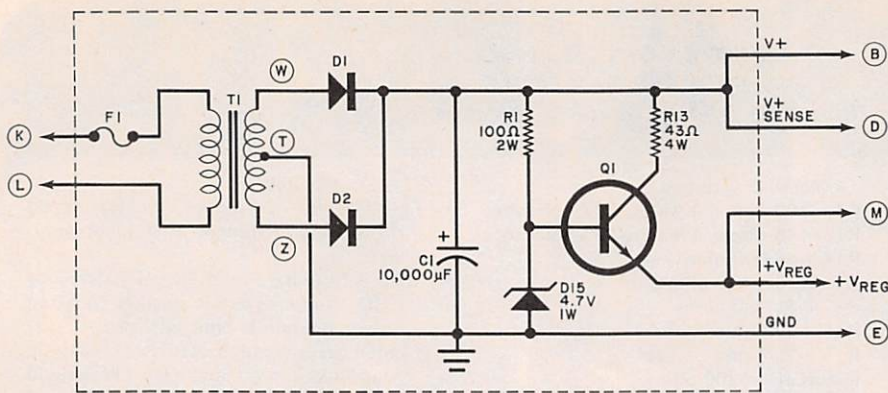 K
L
F1
T1
W
T
Z
D1
D2
C1
10,000µF
+
R1
100Ω
2W
D15
4.7V
1W
Q1
R13
43Ω
4W
V+
B
V+
SENSE
D
M
+VREG
+VREG
GND
E